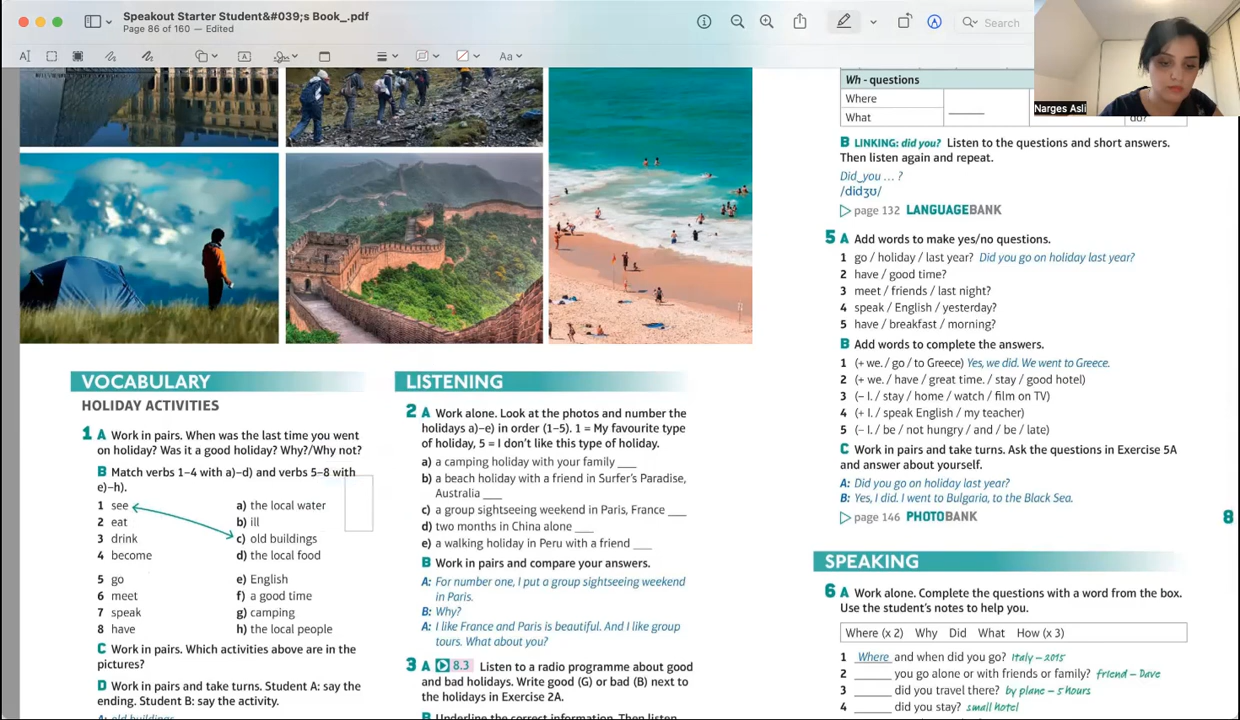 Speakout Starter Student&#039;s Book_.pdf
Page 86 of 160 — Edited
Search
Narges Asli
VOCABULARY
HOLIDAY ACTIVITIES
1 A Work in pairs. When was the last time you went
on holiday? Was it a good holiday? Why?/Why not?
B Match verbs 1–4 with a)–d) and verbs 5–8 with
e)–h).
1 see
2 eat
3 drink
4 become
a) the local water
b) ill
c) old buildings
d) the local food
5 go
6 meet
7 speak
8 have
e) English
f) a good time
g) camping
h) the local people
C Work in pairs. Which activities above are in the
pictures?
D Work in pairs and take turns. Student A: say the
ending. Student B: say the activity.
A: old buildings
LISTENING
2 A Work alone. Look at the photos and number the
holidays a)–e) in order (1–5). 1 = My favourite type
of holiday, 5 = I don't like this type of holiday.
a) a camping holiday with your family ___
b) a beach holiday with a friend in Surfer's Paradise,
Australia ___
c) a group sightseeing weekend in Paris, France ___
d) two months in China alone ___
e) a walking holiday in Peru with a friend ___
B Work in pairs and compare your answers.
A: For number one, I put a group sightseeing weekend
in Paris.
B: Why?
A: I like France and Paris is beautiful. And I like group
tours. What about you?
3 A 8.3 Listen to a radio programme about good
and bad holidays. Write good (G) or bad (B) next to
the holidays in Exercise 2A.
B Underline the correct information. Then listen
Wh - questions
Where
What
do?
B LINKING: did you? Listen to the questions and short answers.
Then listen again and repeat.
Did_you … ?
/dɪdʒʊ/
page 132 LANGUAGEBANK
5 A Add words to make yes/no questions.
1 go / holiday / last year? Did you go on holiday last year?
2 have / good time?
3 meet / friends / last night?
4 speak / English / yesterday?
5 have / breakfast / morning?
B Add words to complete the answers.
1 (+ we. / go / to Greece) Yes, we did. We went to Greece.
2 (+ we. / have / great time. / stay / good hotel)
3 (– I. / stay / home / watch / film on TV)
4 (+ I. / speak English / my teacher)
5 (– I. / be / not hungry / and / be / late)
C Work in pairs and take turns. Ask the questions in Exercise 5A
and answer about yourself.
A: Did you go on holiday last year?
B: Yes, I did. I went to Bulgaria, to the Black Sea.
page 146 PHOTOBANK
8
SPEAKING
6 A Work alone. Complete the questions with a word from the box.
Use the student's notes to help you.
Where (x 2) Why Did What How (x 3)
1 Where and when did you go? Italy – 2015
2 ______ you go alone or with friends or family? friend – Dave
3 ______ did you travel there? by plane – 5 hours
4 ______ did you stay? small hotel